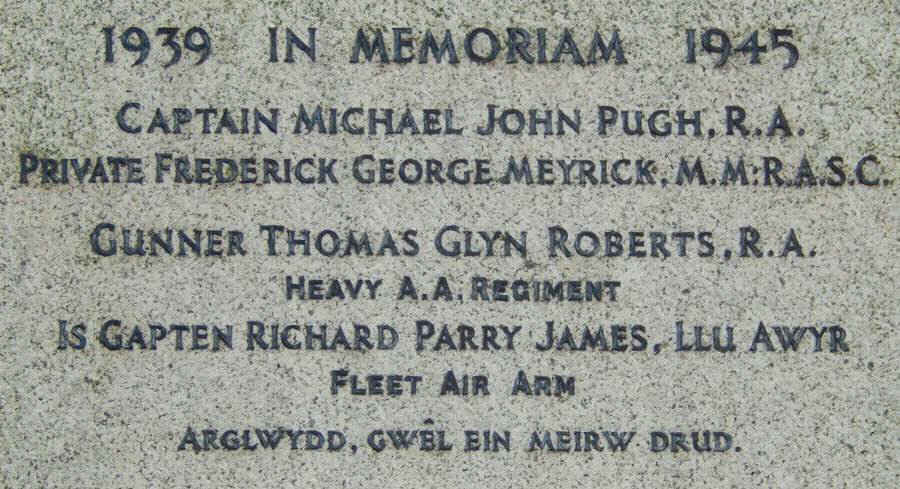 1939 IN MEMORIAM 1945
CAPTAIN MICHAEL JOHN PUGH, R.A.
PRIVATE FREDERICK GEORGE MEYRICK, M.M: R.A.S.C.
GUNNER THOMAS GLYN ROBERTS, R.A.
HEAVY A.A. REGIMENT
IS GAPTEN RICHARD PARRY JAMES, LLU AWYR
FLEET AIR ARM
ARGLWYDD, GWÊL EIN MEIRW DRUD.